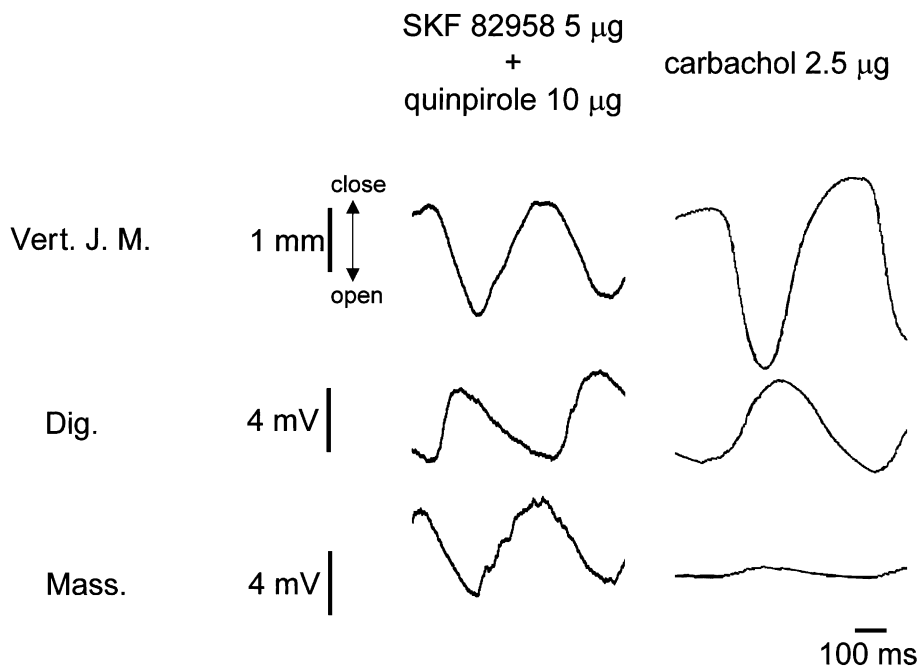 SKF 82958 5 μg
+
quinpirole 10 μg
carbachol 2.5 μg
Vert. J. M.
1 mm
close
open
Dig.
4 mV
Mass.
4 mV
100 ms